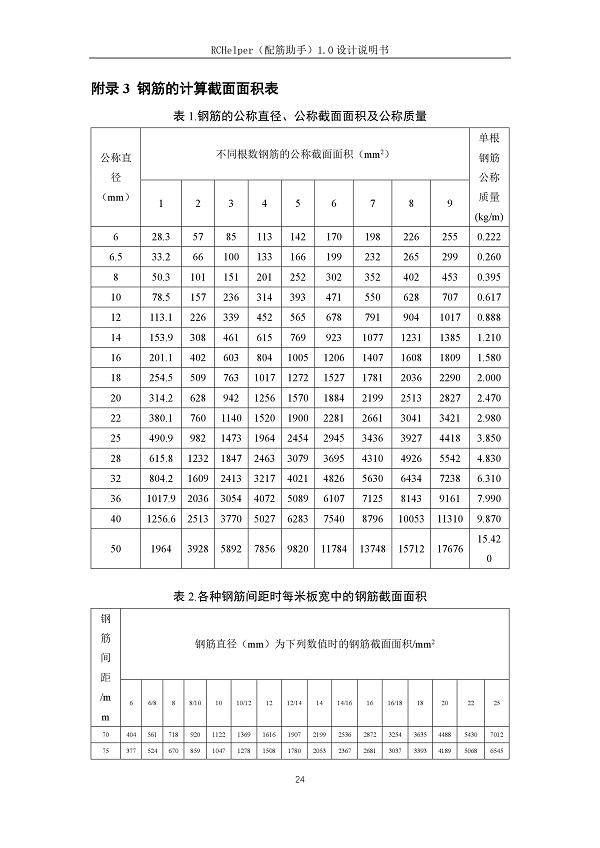 RCHelper（配筋助手）1.0 设计说明书
附录 3 钢筋的计算截面面积表
表 1.钢筋的公称直径、公称截面面积及公称质量
公称直径（mm） 不同根数钢筋的公称截面面积（mm²） 单根钢筋公称质量(kg/m)
1 2 3 4 5 6 7 8 9
6 28.3 57 85 113 142 170 198 226 255 0.222
6.5 33.2 66 100 133 166 199 232 265 299 0.260
8 50.3 101 151 201 252 302 352 402 453 0.395
10 78.5 157 236 314 393 471 550 628 707 0.617
12 113.1 226 339 452 565 678 791 904 1017 0.888
14 153.9 308 461 615 769 923 1077 1231 1385 1.210
16 201.1 402 603 804 1005 1206 1407 1608 1809 1.580
18 254.5 509 763 1017 1272 1527 1781 2036 2290 2.000
20 314.2 628 942 1256 1570 1884 2199 2513 2827 2.470
22 380.1 760 1140 1520 1900 2281 2661 3041 3421 2.980
25 490.9 982 1473 1964 2454 2945 3436 3927 4418 3.850
28 615.8 1232 1847 2463 3079 3695 4310 4926 5542 4.830
32 804.2 1609 2413 3217 4021 4826 5630 6434 7238 6.310
36 1017.9 2036 3054 4072 5089 6107 7125 8143 9161 7.990
40 1256.6 2513 3770 5027 6283 7540 8796 10053 11310 9.870
50 1964 3928 5892 7856 9820 11784 13748 15712 17676 15.420
表 2.各种钢筋间距时每米板宽中的钢筋截面面积
钢筋间距/mm 钢筋直径（mm）为下列数值时的钢筋截面面积/mm²
6 6/8 8 8/10 10 10/12 12 12/14 14 14/16 16 16/18 18 20 22 25
70 404 561 718 920 1122 1369 1616 1907 2199 2536 2872 3254 3635 4488 5430 7012
75 377 524 670 859 1047 1278 1508 1780 2053 2367 2681 3037 3393 4189 5068 6545
24